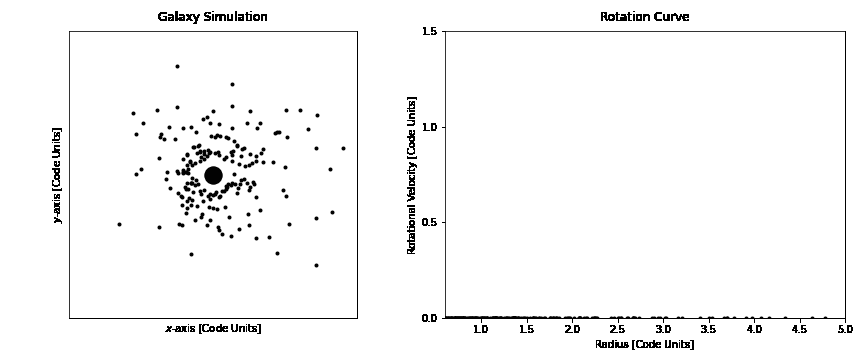 Galaxy Simulation
y-axis [Code Units]
x-axis [Code Units]
Rotation Curve
Rotational Velocity [Code Units]
1.5
1.0
0.5
0.0
1.0 1.5 2.0 2.5 3.0 3.5 4.0 4.5 5.0
Radius [Code Units]